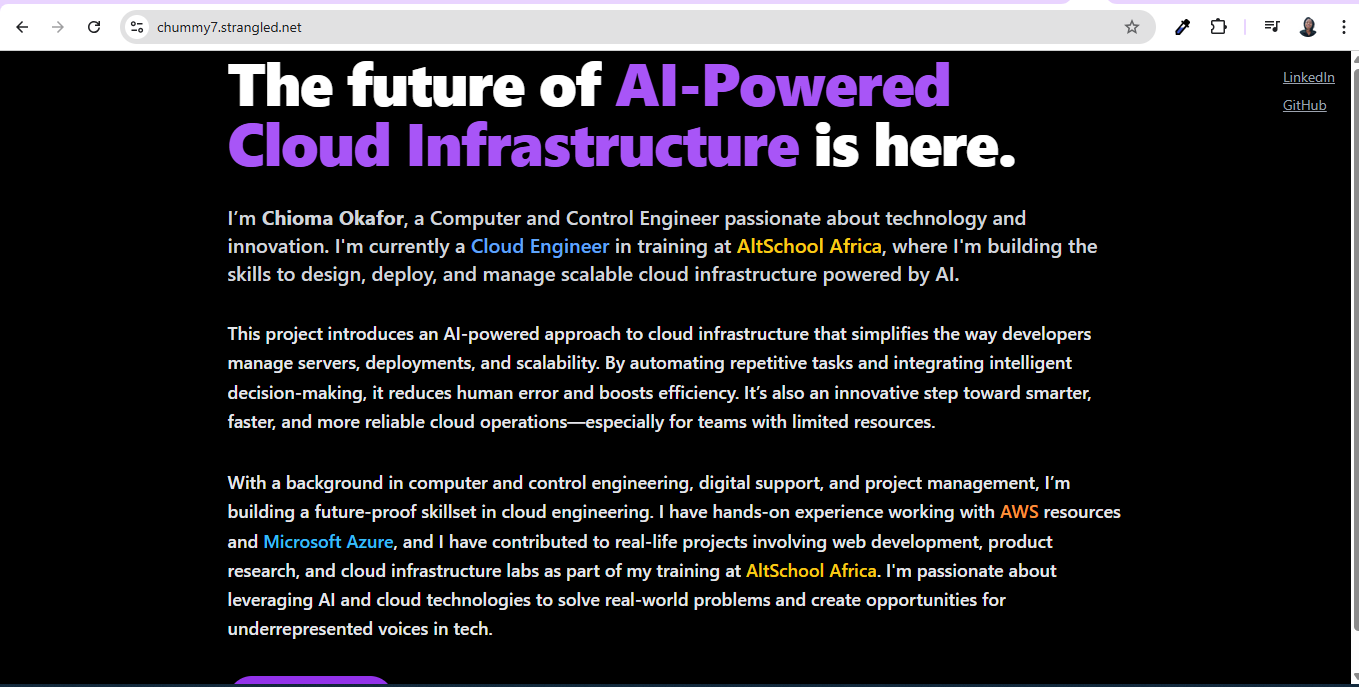 chummy7.strangled.net
LinkedIn
GitHub
The future of AI-Powered
Cloud Infrastructure is here.
I’m Chioma Okafor, a Computer and Control Engineer passionate about technology and
innovation. I'm currently a Cloud Engineer in training at AltSchool Africa, where I'm building the
skills to design, deploy, and manage scalable cloud infrastructure powered by AI.
This project introduces an AI-powered approach to cloud infrastructure that simplifies the way developers
manage servers, deployments, and scalability. By automating repetitive tasks and integrating intelligent
decision-making, it reduces human error and boosts efficiency. It’s also an innovative step toward smarter,
faster, and more reliable cloud operations—especially for teams with limited resources.
With a background in computer and control engineering, digital support, and project management, I’m
building a future-proof skillset in cloud engineering. I have hands-on experience working with AWS resources
and Microsoft Azure, and I have contributed to real-life projects involving web development, product
research, and cloud infrastructure labs as part of my training at AltSchool Africa. I'm passionate about
leveraging AI and cloud technologies to solve real-world problems and create opportunities for
underrepresented voices in tech.